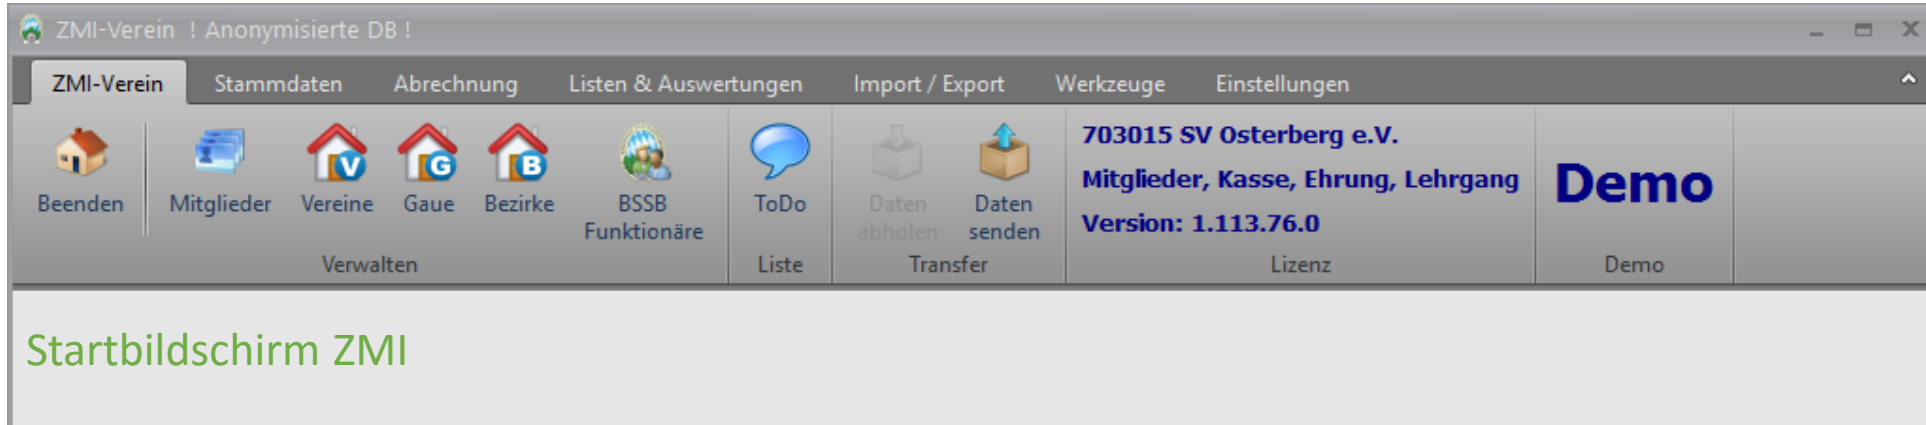 ZMI-Verein ! Anonymisierte DB !
ZMI-Verein Stammdaten Abrechnung Listen & Auswertungen Import / Export Werkzeuge Einstellungen
Beenden
Mitglieder
V
Vereine
G
Gaue
B
Bezirke
BSSB
Funktionäre
Verwalten
ToDo
Liste
Daten
abholen
Daten
senden
Transfer
703015 SV Osterberg e.V.
Mitglieder, Kasse, Ehrung, Lehrgang
Version: 1.113.76.0
Lizenz
Demo
Demo
Startbildschirm ZMI